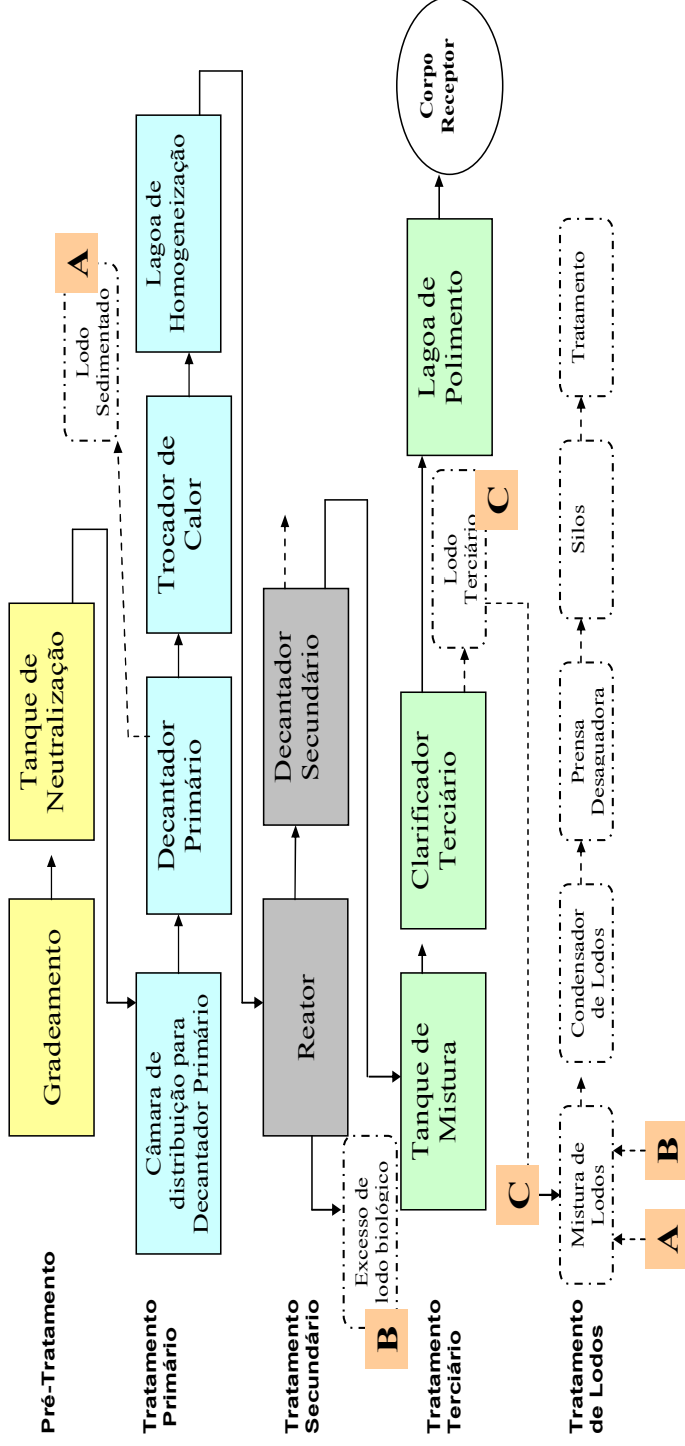 Pré-Tratamento
Gradeamento
Tanque de
Neutralização
Tratamento
Primário
Câmara de
distribuição para
Decantador Primário
Decantador
Primário
Lodo
Sedimentado
A
Trocador de
Calor
Lagoa de
Homogeneização
Tratamento
Secundário
Excesso de
lodo biológico
B
Reator
Decantador
Secundário
Tratamento
Terciário
Tanque de
Mistura
Clarificador
Terciário
Lodo
Terciário
C
Lagoa de
Polimento
Corpo
Receptor
Tratamento
de Lodos
C
Mistura de
Lodos
A
B
Condensador
de Lodos
Prensa
Desaguadora
Silos
Tratamento